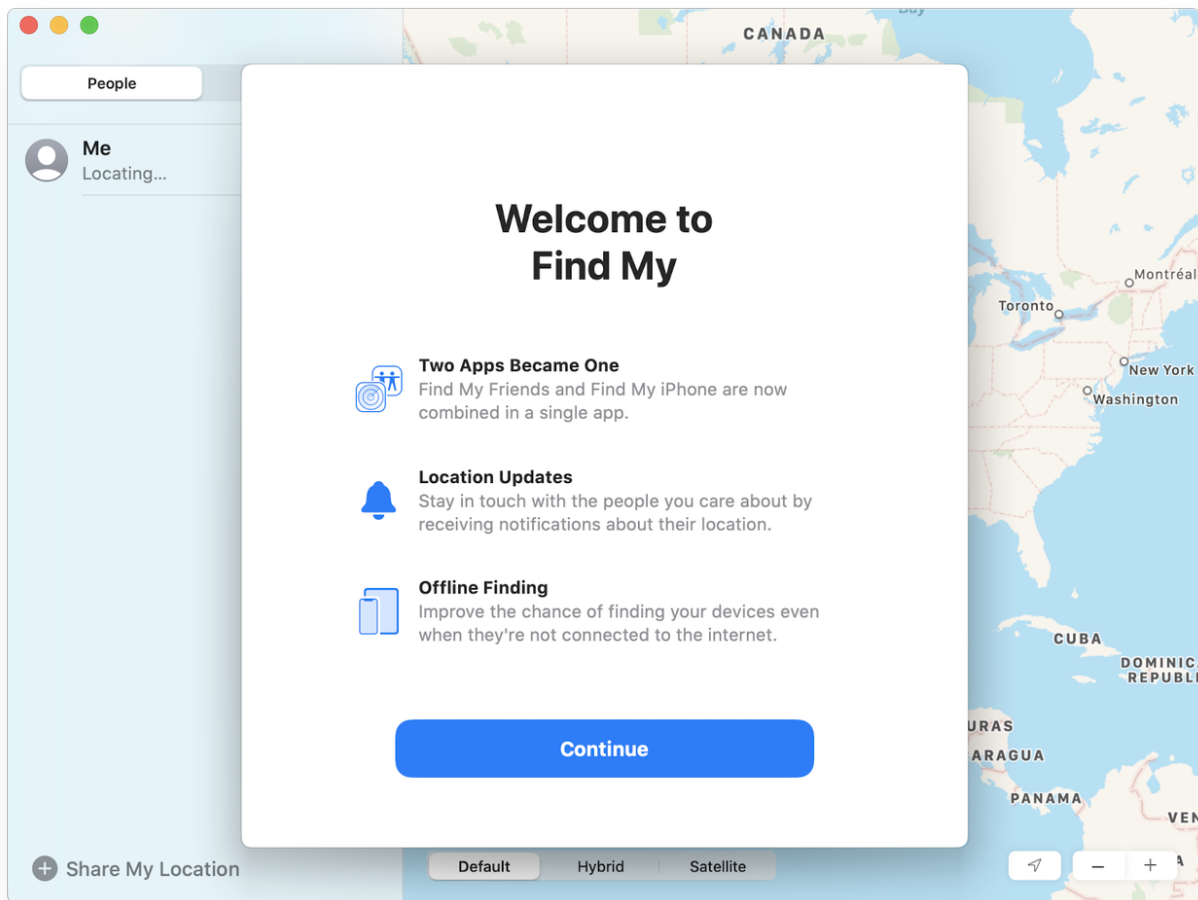 Bay
CANADA
People
Me
Locating...
Welcome to
Find My
Two Apps Became One
Find My Friends and Find My iPhone are now
combined in a single app.
Location Updates
Stay in touch with the people you care about by
receiving notifications about their location.
Offline Finding
Improve the chance of finding your devices even
when they're not connected to the internet.
Continue
Montréal
Toronto
New York
Washington
CUBA
DOMINIC
REPUBLI
URAS
ARAGUA
PANAMA
VEN
Share My Location
Default
Hybrid
Satellite